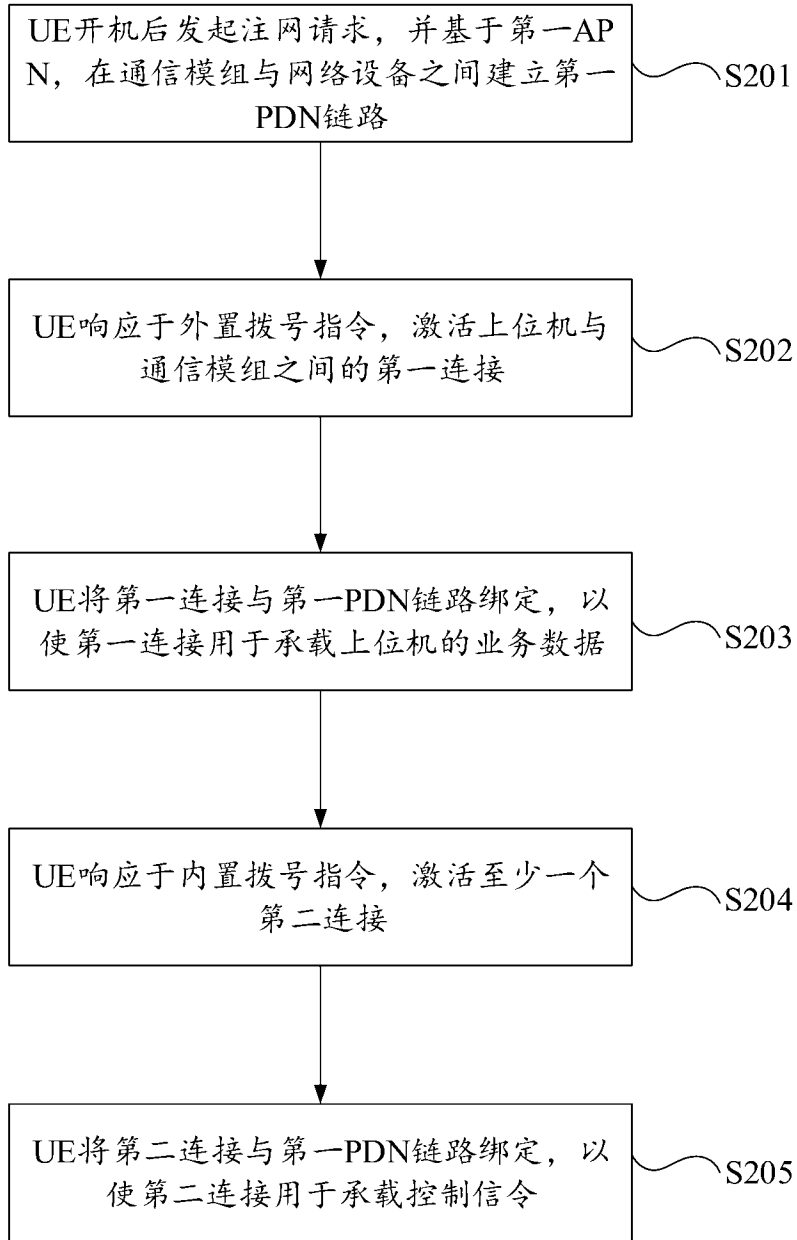 UE开机后发起注网请求，并基于第一AP
N，在通信模组与网络设备之间建立第一
PDN链路
S201
UE响应于外置拨号指令，激活上位机与
通信模组之间的第一连接
S202
UE将第一连接与第一PDN链路绑定，以
使第一连接用于承载上位机的业务数据
S203
UE响应于内置拨号指令，激活至少一个
第二连接
S204
UE将第二连接与第一PDN链路绑定，以
使第二连接用于承载控制信令
S205